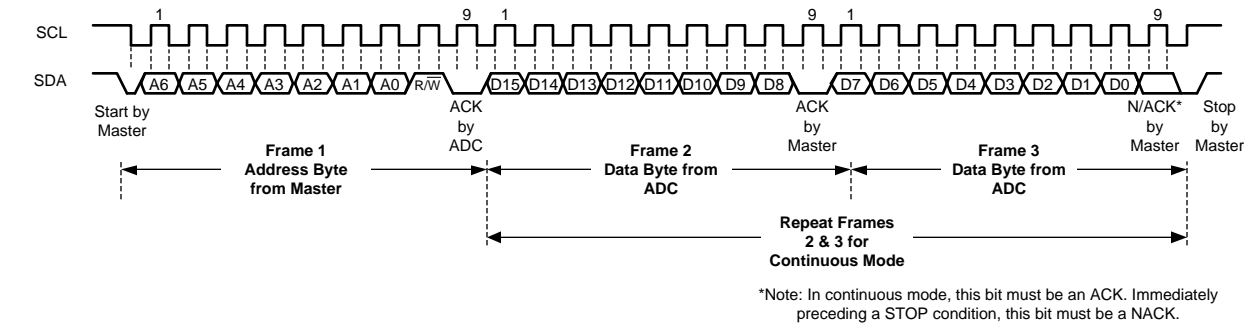 1 9 1 9 1 9
SCL
SDA A6 A5 A4 A3 A2 A1 A0 R/W̅ D15 D14 D13 D12 D11 D10 D9 D8 D7 D6 D5 D4 D3 D2 D1 D0
Start by
Master
ACK
by
ADC
ACK
by
Master
N/ACK*
by
Master
Stop
by
Master
Frame 1
Address Byte
from Master
Frame 2
Data Byte from
ADC
Frame 3
Data Byte from
ADC
Repeat Frames
2 & 3 for
Continuous Mode
*Note: In continuous mode, this bit must be an ACK. Immediately
preceding a STOP condition, this bit must be a NACK.